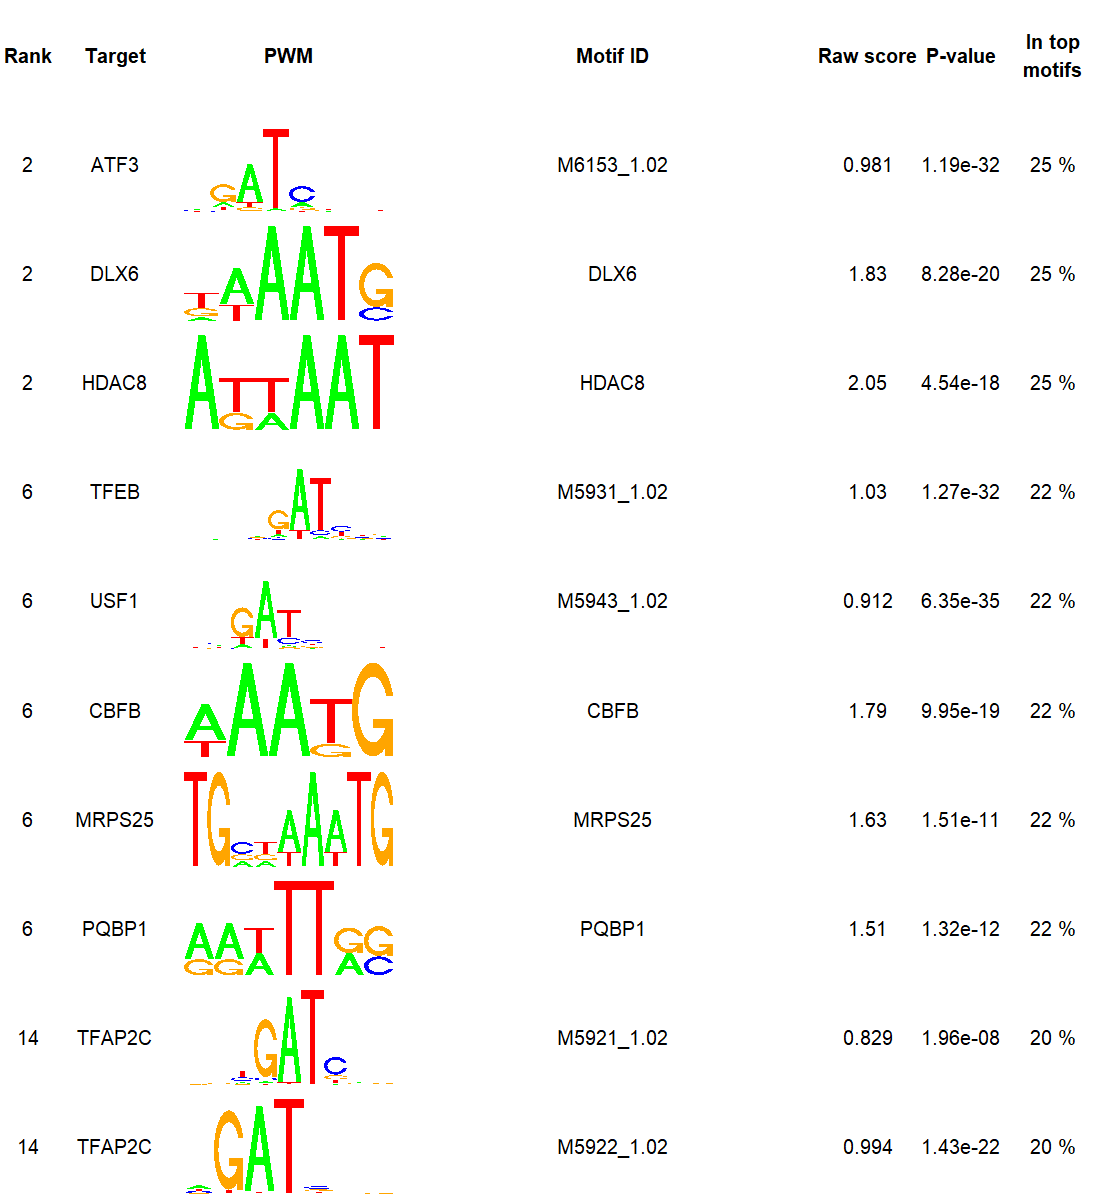 Rank Target PWM Motif ID Raw score P-value In top motifs
2 ATF3 M6153_1.02 0.981 1.19e-32 25 %
2 DLX6 DLX6 1.83 8.28e-20 25 %
2 HDAC8 HDAC8 2.05 4.54e-18 25 %
6 TFEB M5931_1.02 1.03 1.27e-32 22 %
6 USF1 M5943_1.02 0.912 6.35e-35 22 %
6 CBFB CBFB 1.79 9.95e-19 22 %
6 MRPS25 MRPS25 1.63 1.51e-11 22 %
6 PQBP1 PQBP1 1.51 1.32e-12 22 %
14 TFAP2C M5921_1.02 0.829 1.96e-08 20 %
14 TFAP2C M5922_1.02 0.994 1.43e-22 20 %